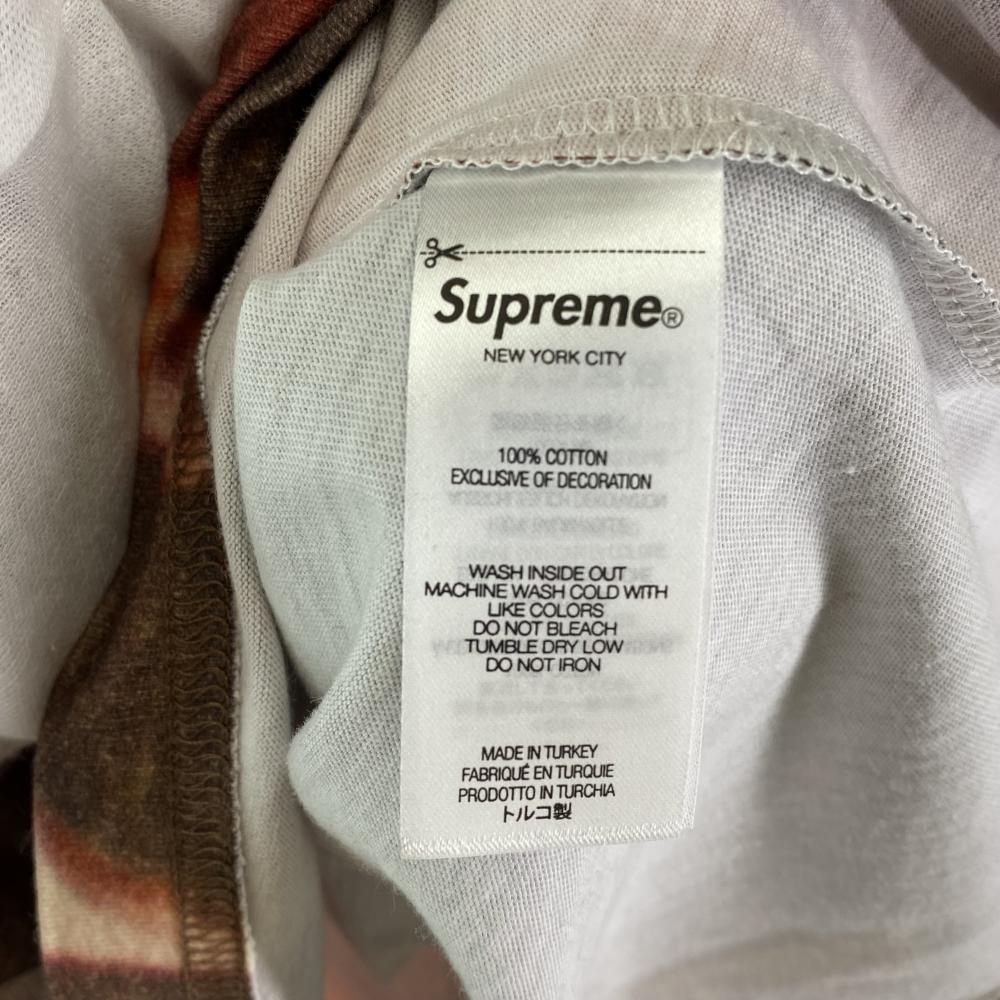 Supreme®
NEW YORK CITY
100% COTTON
EXCLUSIVE OF DECORATION
WASH INSIDE OUT
MACHINE WASH COLD WITH
LIKE COLORS
DO NOT BLEACH
TUMBLE DRY LOW
DO NOT IRON
MADE IN TURKEY
FABRIQUÉ EN TURQUIE
PRODOTTO IN TURCHIA
トルコ製